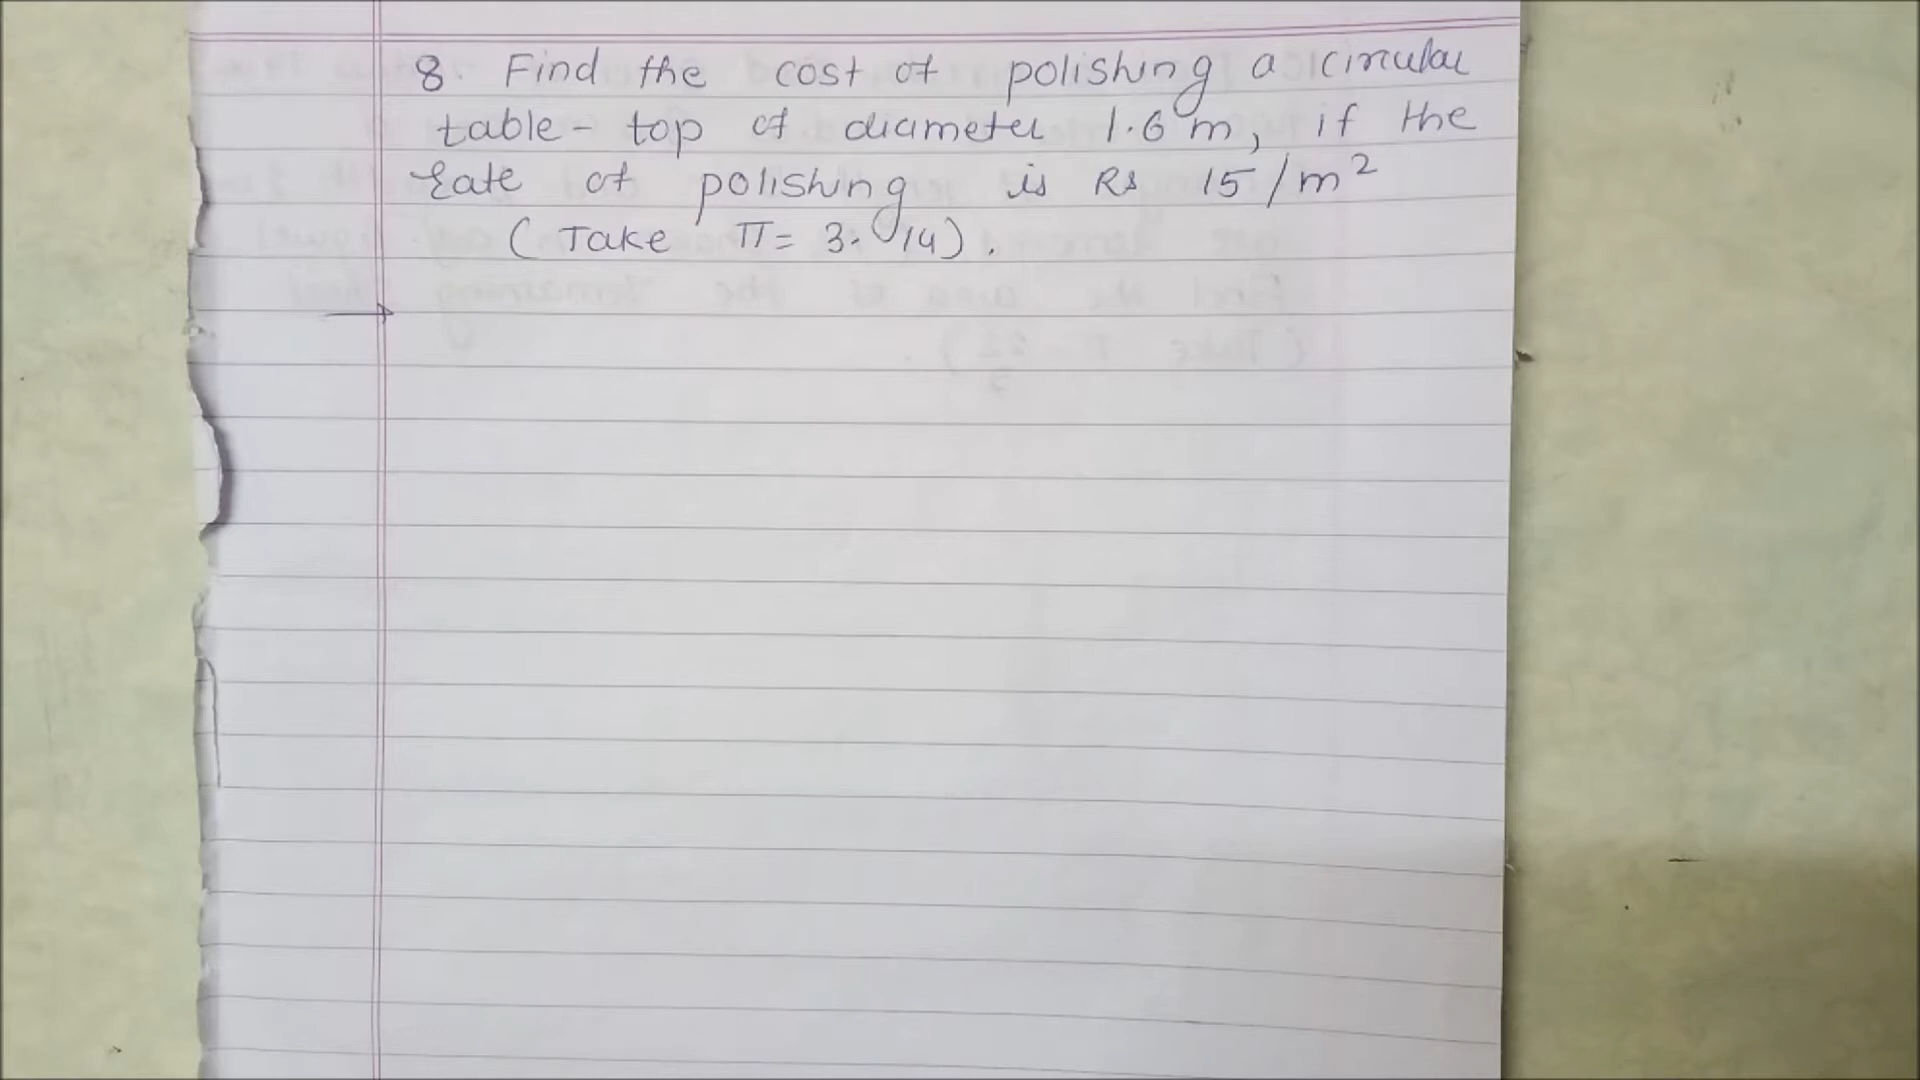 8. Find the cost of polishing a circular
table-top of diameter 1.6 m, if the
rate of polishing is Rs 15/m²
(Take π = 3.14).